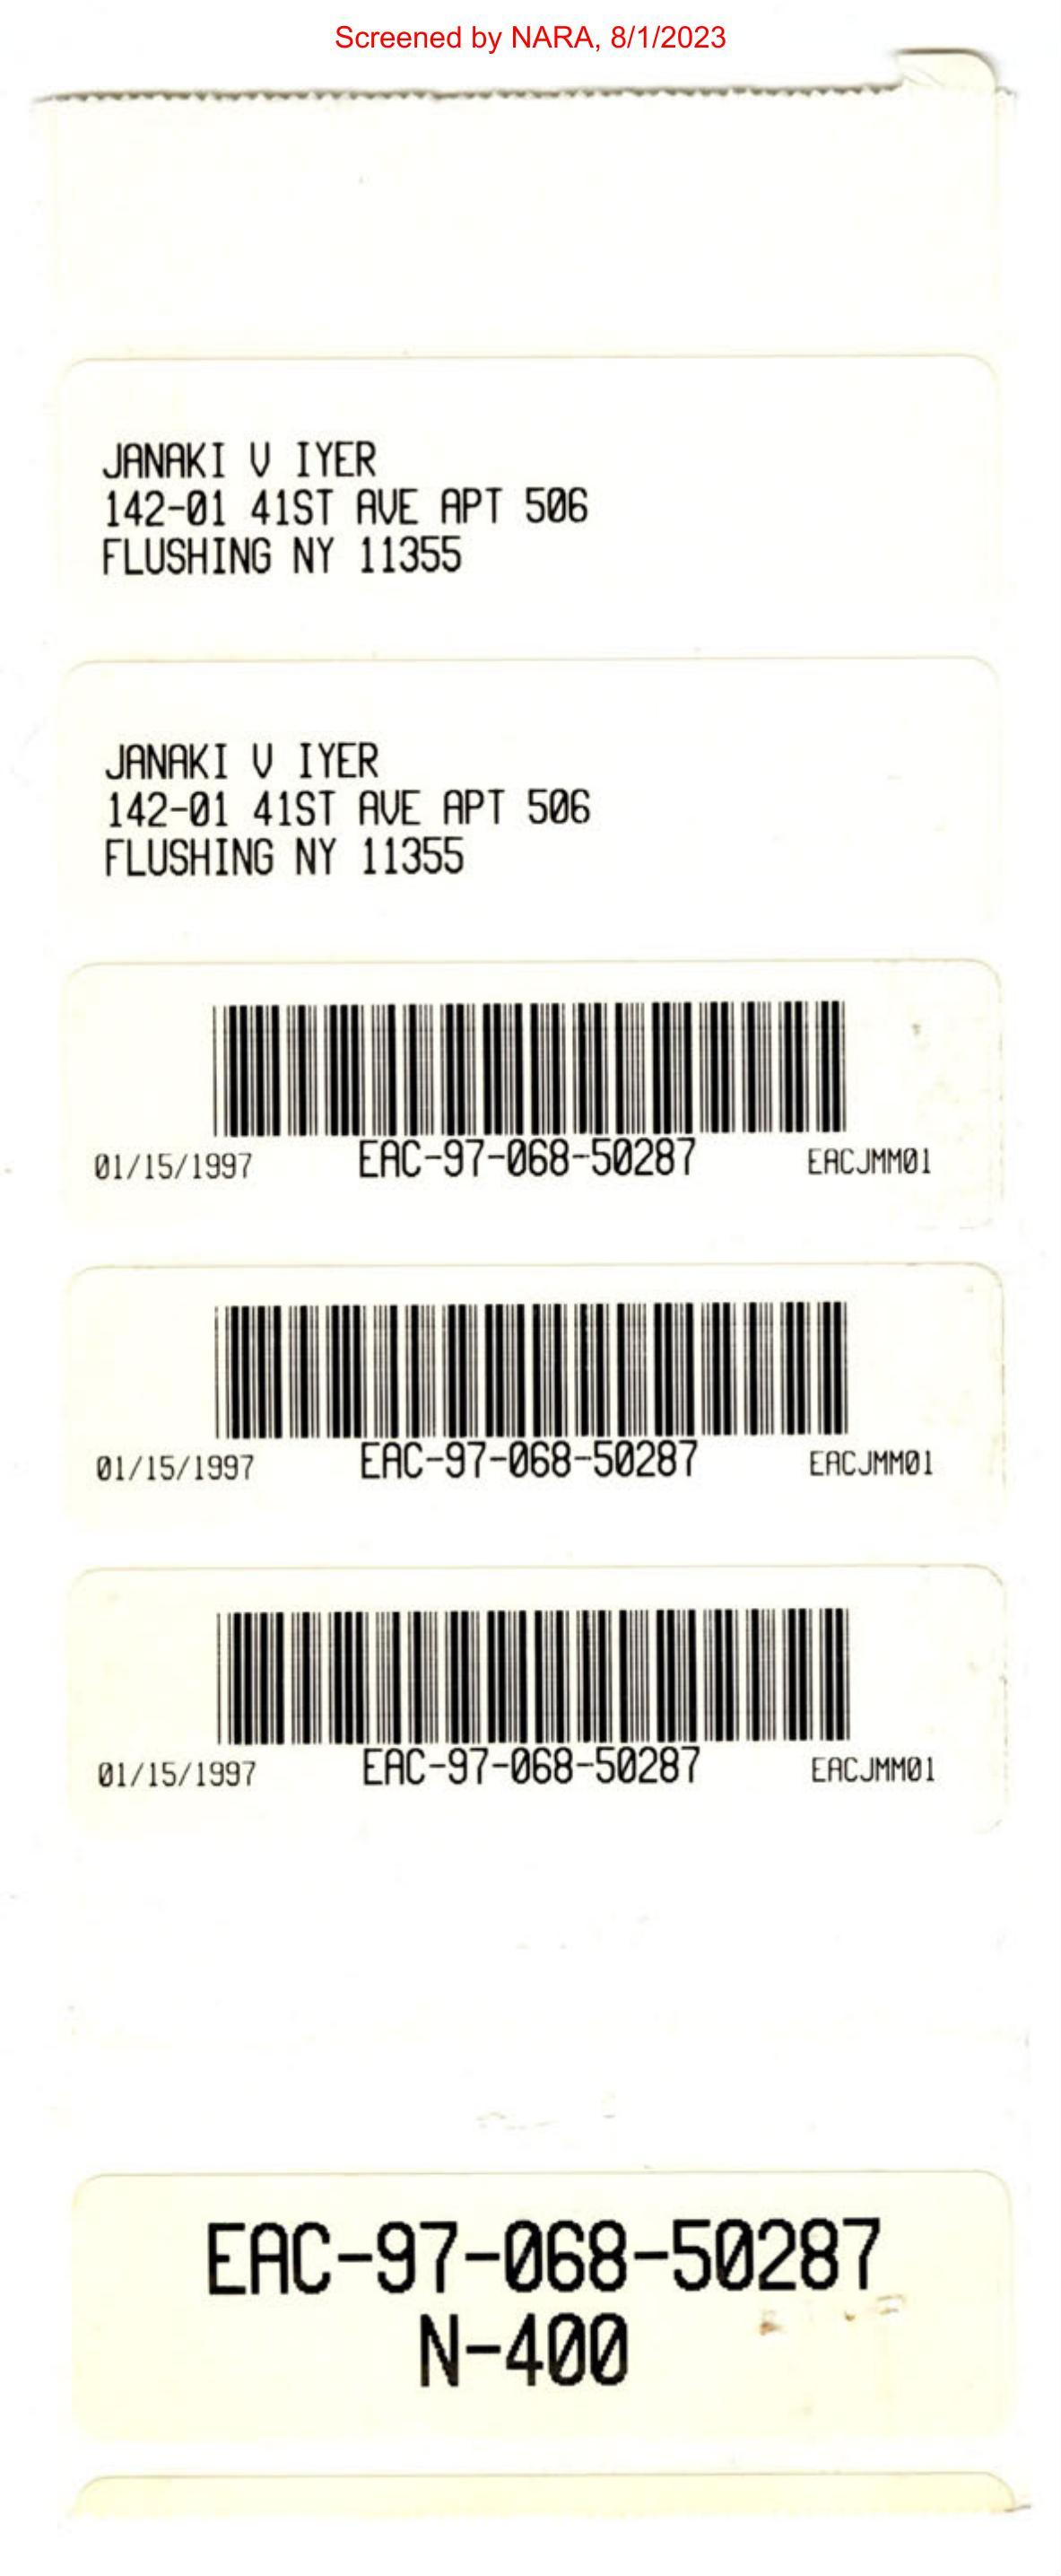 Screened by NARA, 8/1/2023
JANAKI V IYER
142-01 41ST AVE APT 506
FLUSHING NY 11355
JANAKI V IYER
142-01 41ST AVE APT 506
FLUSHING NY 11355
01/15/1997 EAC-97-068-50287 EACJMM01
01/15/1997 EAC-97-068-50287 EACJMM01
01/15/1997 EAC-97-068-50287 EACJMM01
EAC-97-068-50287
N-400